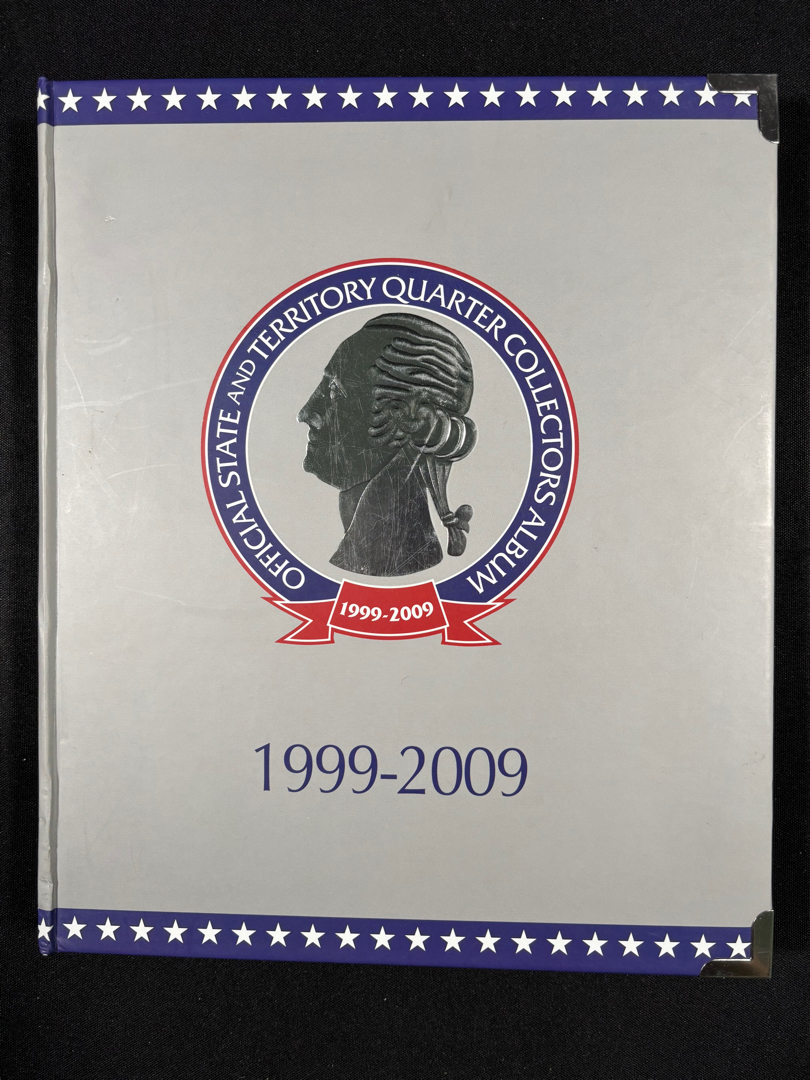 OFFICIAL STATE AND TERRITORY QUARTER COLLECTORS ALBUM
1999-2009
1999-2009